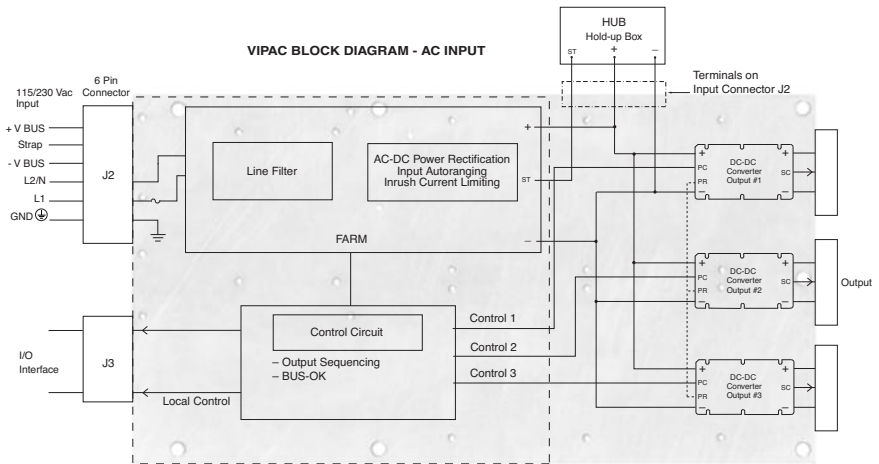 HUB
Hold-up Box
ST
+
–
VIPAC BLOCK DIAGRAM - AC INPUT
Terminals on
Input Connector J2
6 Pin
Connector
115/230 Vac
Input
+ V BUS
Strap
- V BUS
L2/N
L1
GND
J2
Line Filter
AC-DC Power Rectification
Input Autoranging
Inrush Current Limiting
+
ST
–
FARM
+
PC
PR
–
DC-DC
Converter
Output #1
+
SC
–
+
PC
PR
–
DC-DC
Converter
Output #2
+
SC
–
Output
+
PC
PR
–
DC-DC
Converter
Output #3
+
SC
–
Control Circuit
– Output Sequencing
– BUS-OK
Control 1
Control 2
Control 3
I/O
Interface
J3
Local Control